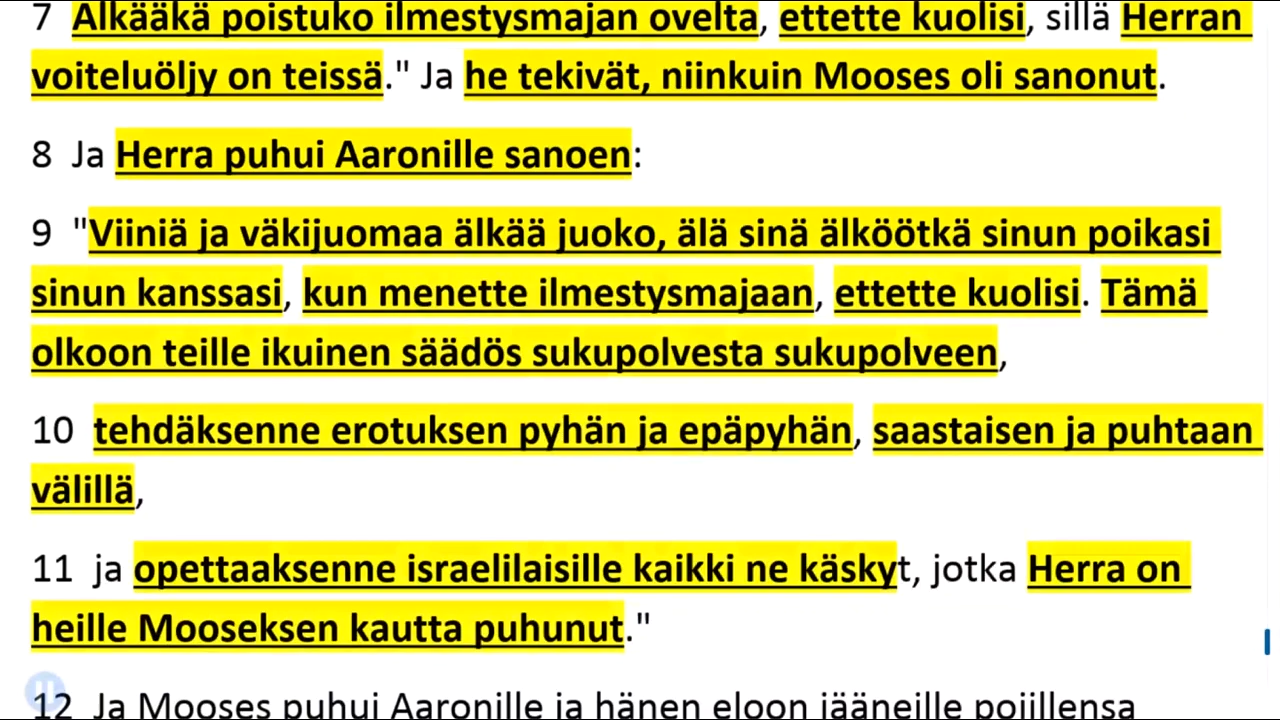 7 Älkääkä poistuko ilmestysmajan ovelta, ettette kuolisi, sillä Herran
voiteluöljy on teissä." Ja he tekivät, niinkuin Mooses oli sanonut.
8 Ja Herra puhui Aaronille sanoen:
9 "Viiniä ja väkijuomaa älkää juoko, älä sinä älköötkä sinun poikasi
sinun kanssasi, kun menette ilmestysmajaan, ettette kuolisi. Tämä
olkoon teille ikuinen säädös sukupolvesta sukupolveen,
10 tehdäksenne erotuksen pyhän ja epäpyhän, saastaisen ja puhtaan
välillä,
11 ja opettaaksenne israelilaisille kaikki ne käskyt, jotka Herra on
heille Mooseksen kautta puhunut."
12 Ja Mooses puhui Aaronille ja hänen eloon jääneille pojillensa